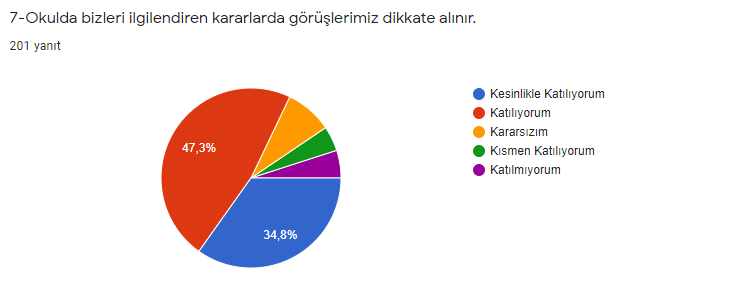 7-Okulda bizleri ilgilendiren kararlarda görüşlerimiz dikkate alınır.
201 yanıt
47,3%
34,8%
Kesinlikle Katılıyorum
Katılıyorum
Kararsızım
Kısmen Katılıyorum
Katılmıyorum